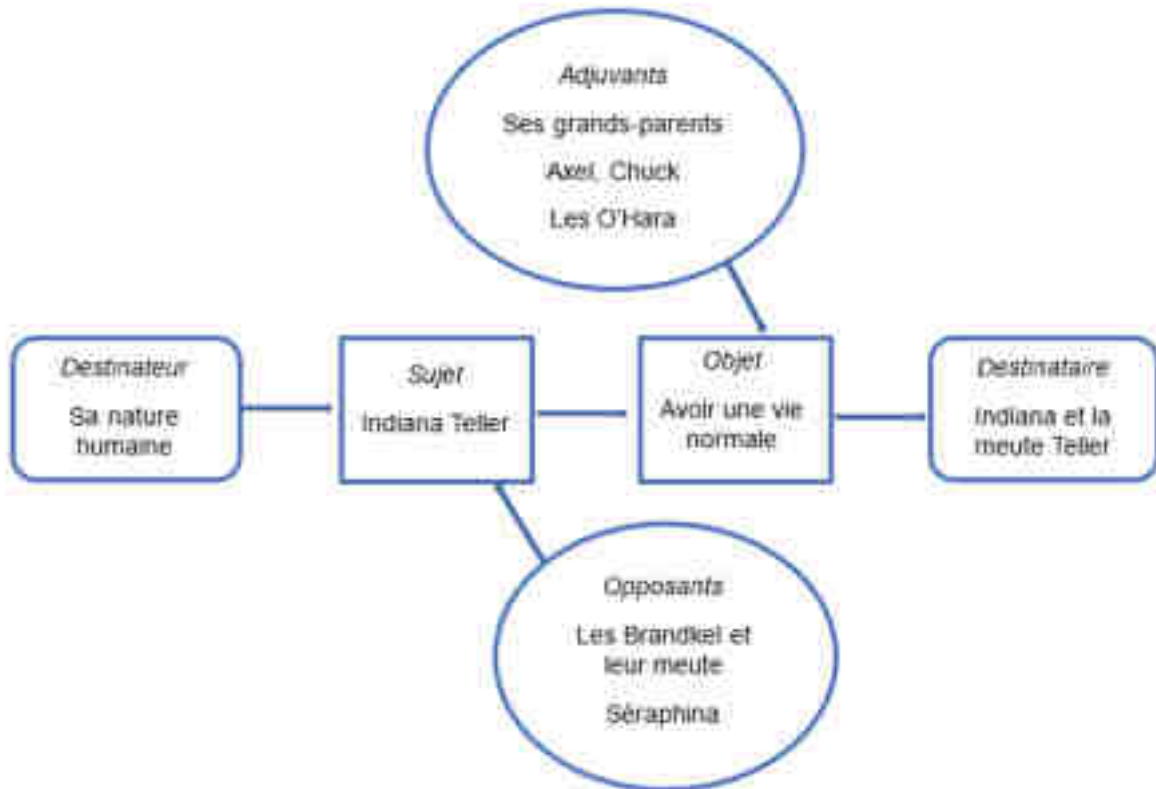 Adjuvants
Ses grands-parents
Axel, Chuck
Les O'Hara
Destinateur
Sa nature
humaine
Sujet
Indiana Teller
Objet
Avoir une vie
normale
Destinataire
Indiana et la
meute Teller
Opposants
Les Brandkel et
leur meute
Séraphina